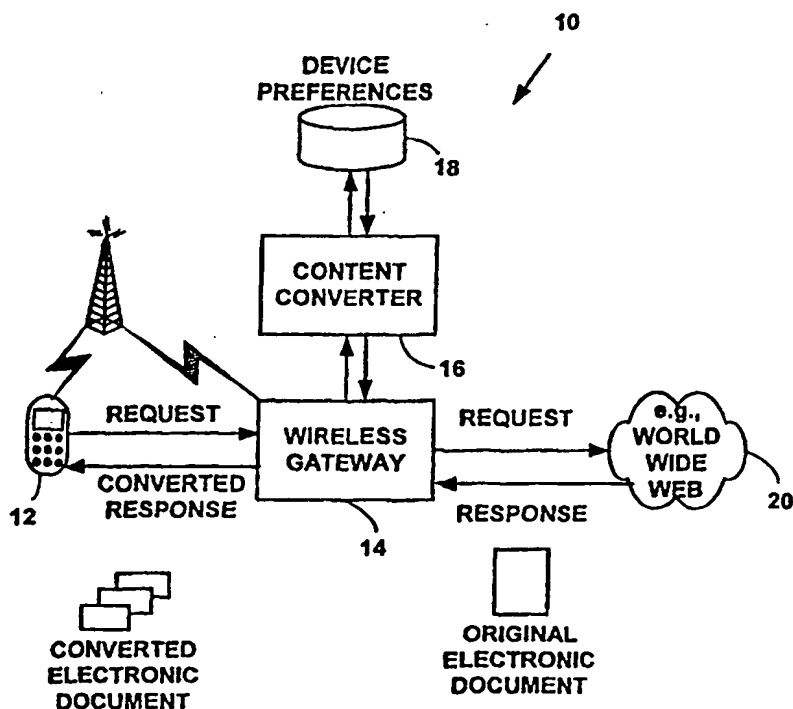 10
DEVICE
PREFERENCES
18
CONTENT
CONVERTER
16
REQUEST
WIRELESS
GATEWAY
REQUEST
e.g.,
WORLD
WIDE
WEB
20
12
CONVERTED
RESPONSE
14
RESPONSE
CONVERTED
ELECTRONIC
DOCUMENT
ORIGINAL
ELECTRONIC
DOCUMENT